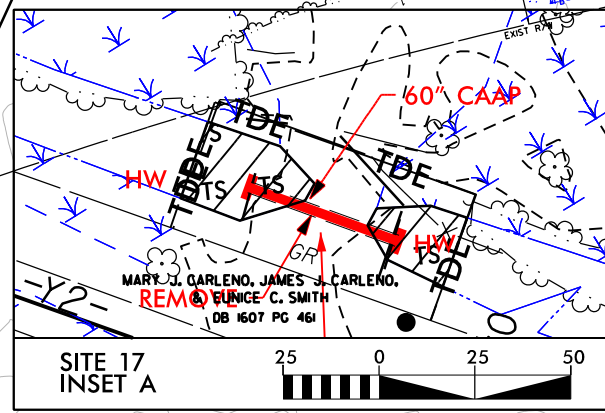 EXIST R/W
60" CAAP
TDE
TDE
HW
TDE
TDE
S
TS
TS
HW
TS
TDE
GR
MARY J. CARLENO, JAMES J. CARLENO,
& EUNICE C. SMITH
DB 1607 PG 461
REMOVE
-Y2-
SITE 17
INSET A
25 0 25 50